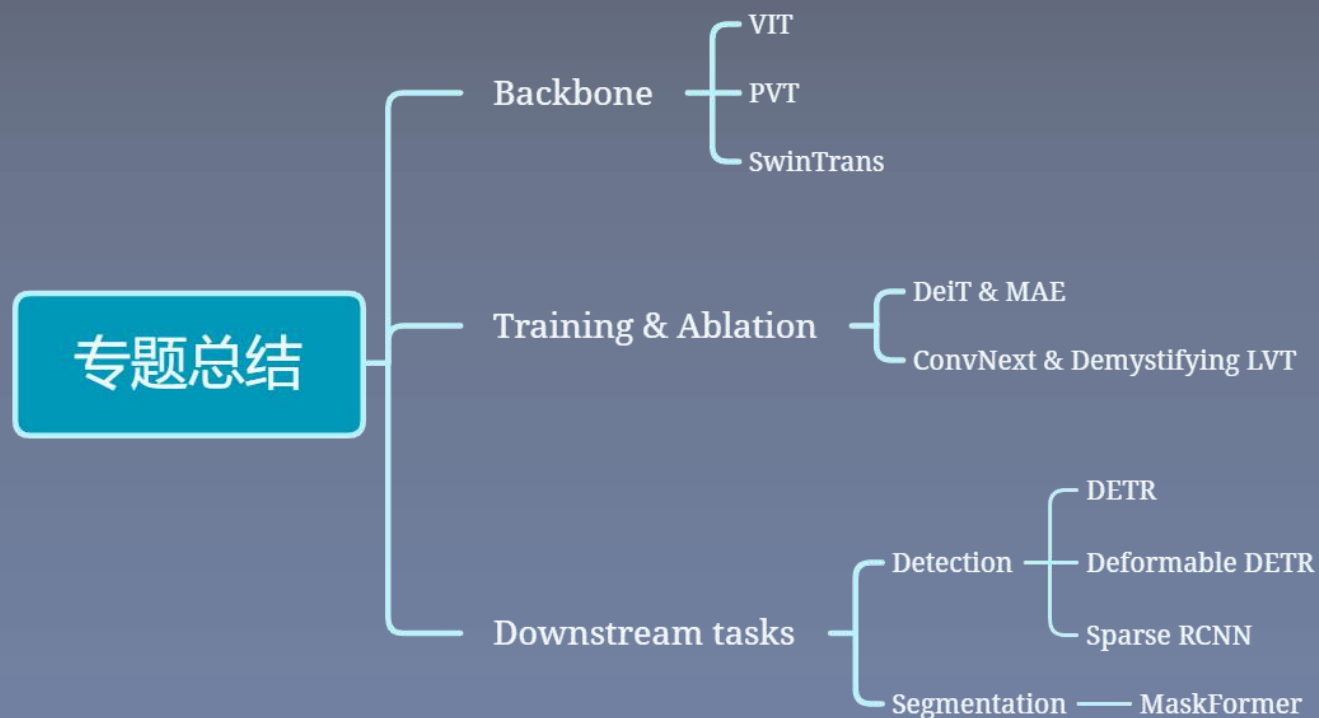 专题总结
Backbone
VIT
PVT
SwinTrans
Training & Ablation
DeiT & MAE
ConvNext & Demystifying LVT
Downstream tasks
Detection
DETR
Deformable DETR
Sparse RCNN
Segmentation
MaskFormer